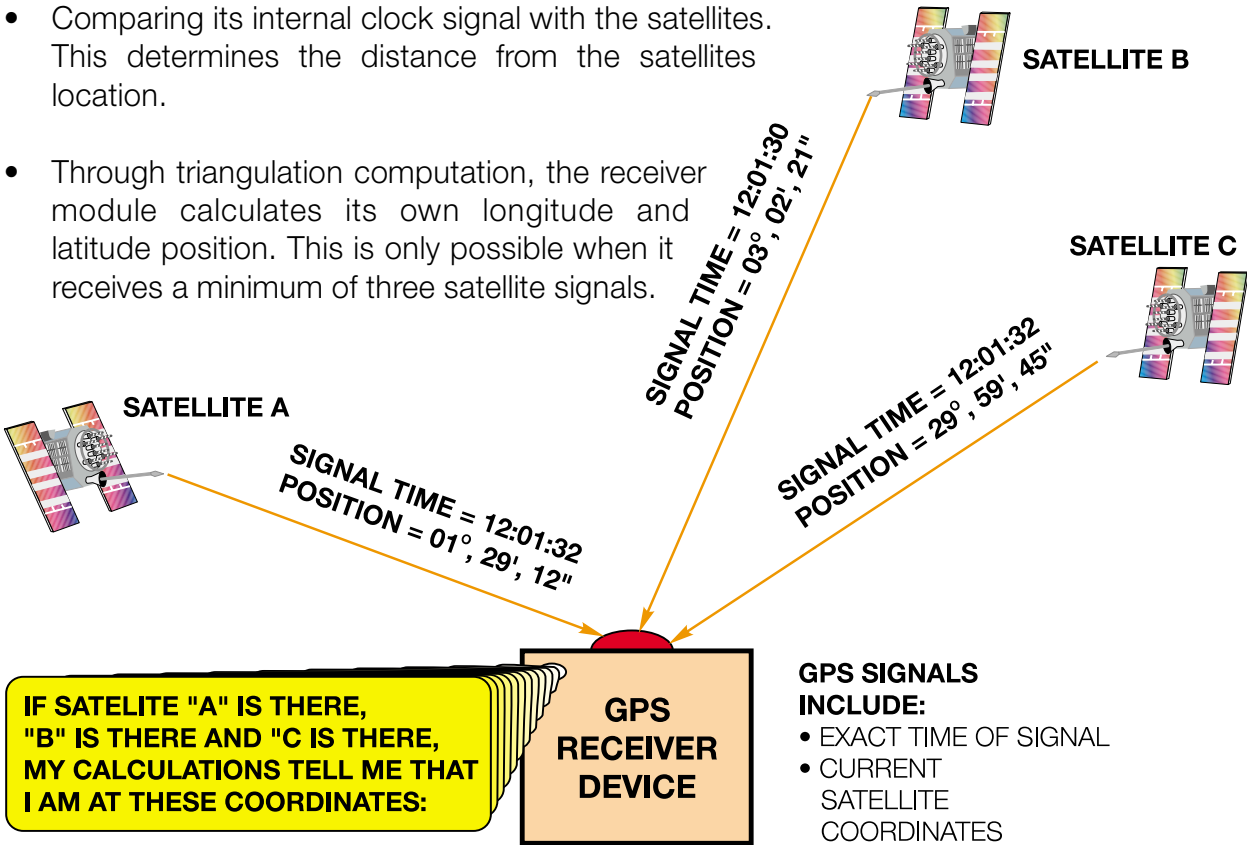 • Comparing its internal clock signal with the satellites.
This determines the distance from the satellites
location.
• Through triangulation computation, the receiver
module calculates its own longitude and
latitude position. This is only possible when it
receives a minimum of three satellite signals.
SATELLITE B
SIGNAL TIME = 12:01:30
POSITION = 03°, 02', 21"
SATELLITE C
SIGNAL TIME = 12:01:32
POSITION = 29°, 59', 45"
SATELLITE A
SIGNAL TIME = 12:01:32
POSITION = 01°, 29', 12"
IF SATELITE "A" IS THERE,
"B" IS THERE AND "C IS THERE,
MY CALCULATIONS TELL ME THAT
I AM AT THESE COORDINATES:
GPS
RECEIVER
DEVICE
GPS SIGNALS
INCLUDE:
• EXACT TIME OF SIGNAL
• CURRENT
SATELLITE
COORDINATES